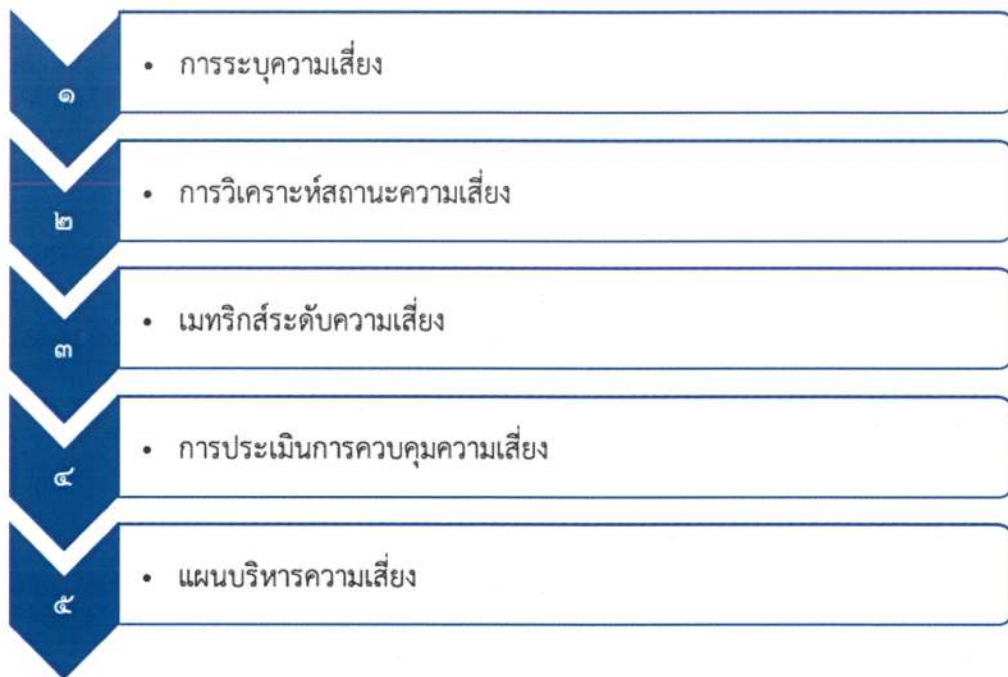 ๑
• การระบุความเสี่ยง
๒
• การวิเคราะห์สถานะความเสี่ยง
๓
• เมทริกส์ระดับความเสี่ยง
๔
• การประเมินการควบคุมความเสี่ยง
๕
• แผนบริหารความเสี่ยง